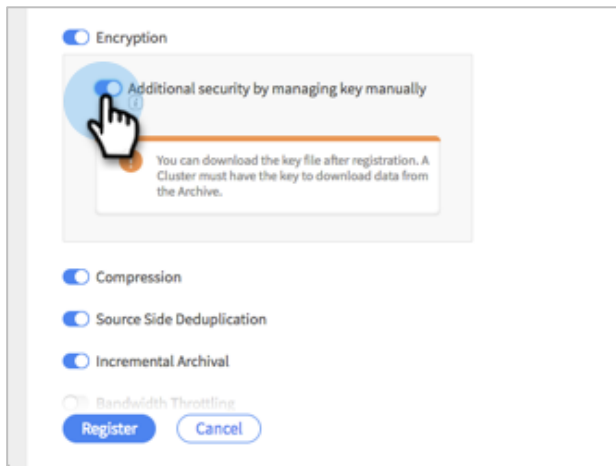 Encryption
Additional security by managing key manually
i
!
You can download the key file after registration. A
Cluster must have the key to download data from
the Archive.
Compression
Source Side Deduplication
Incremental Archival
Bandwidth Throttling
Register Cancel